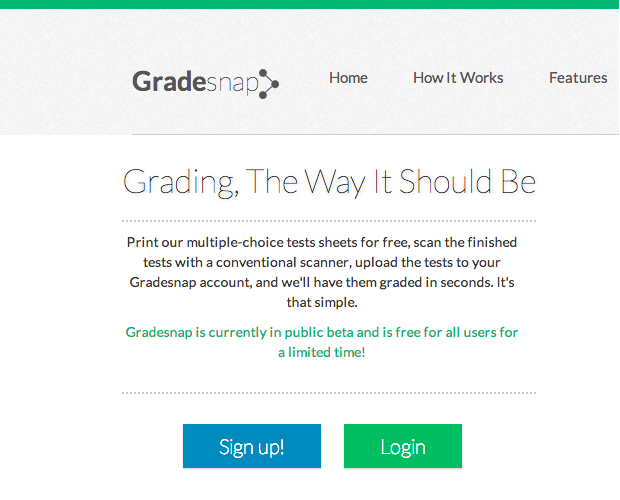 Gradesnap
Home
How It Works
Features
Grading, The Way It Should Be
Print our multiple-choice tests sheets for free, scan the finished
tests with a conventional scanner, upload the tests to your
Gradesnap account, and we'll have them graded in seconds. It's
that simple.
Gradesnap is currently in public beta and is free for all users for
a limited time!
Sign up!
Login